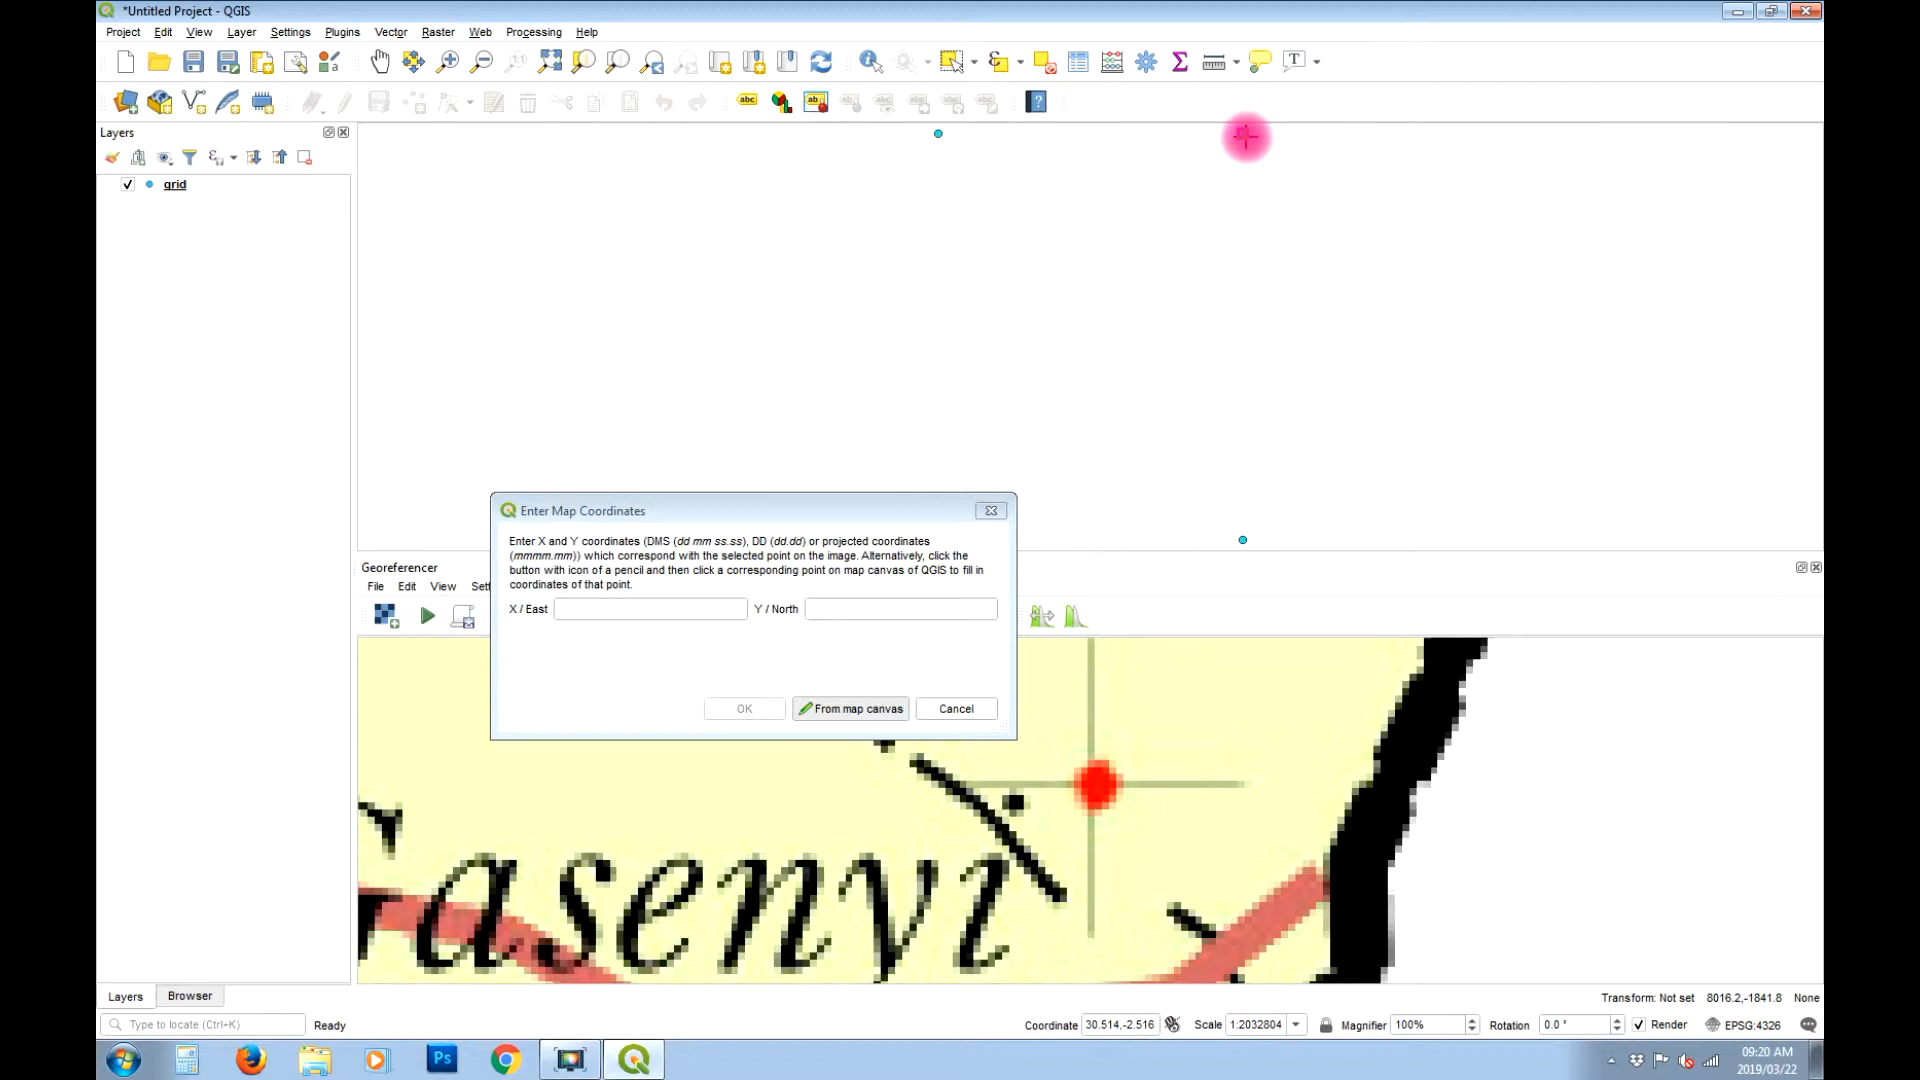 *Untitled Project - QGIS
Project Edit View Layer Settings Plugins Vector Raster Web Processing Help
Layers
grid
Enter Map Coordinates
Enter X and Y coordinates (DMS (dd mm ss.ss), DD (dd.dd) or projected coordinates
(mmmm.mm)) which correspond with the selected point on the image. Alternatively, click the
button with icon of a pencil and then click a corresponding point on map canvas of QGIS to fill in
coordinates of that point.
X / East
Y / North
OK
From map canvas
Cancel
Georeferencer
File Edit View Sett
asenyi
Layers Browser
Transform: Not set 8016.2,-1841.8 None
Type to locate (Ctrl+K)
Ready
Coordinate 30.514,-2.516 Scale 1:2032804 Magnifier 100% Rotation 0.0 ° Render EPSG:4326
09:20 AM
2019/03/22